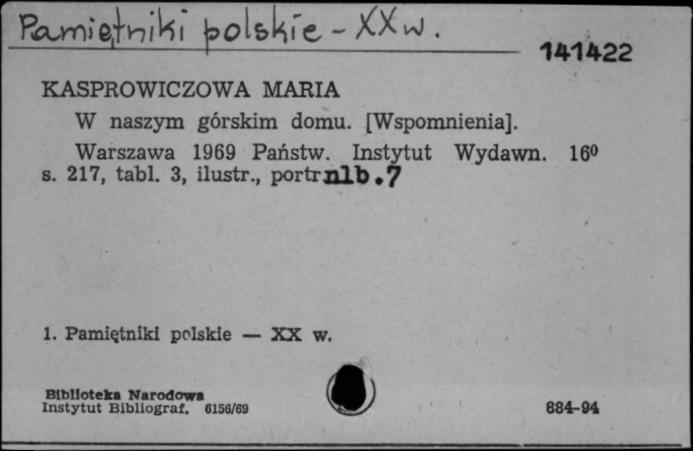 Pamiętniki polskie - XX w.
141422
KASPROWICZOWA MARIA
W naszym górskim domu. [Wspomnienia].
Warszawa 1969 Państw. Instytut Wydawn. 16⁰
s. 217, tabl. 3, ilustr., portr nlb.7
1. Pamiętniki polskie — XX w.
Biblioteka Narodowa
Instytut Bibliograf. 6156/69
884-94